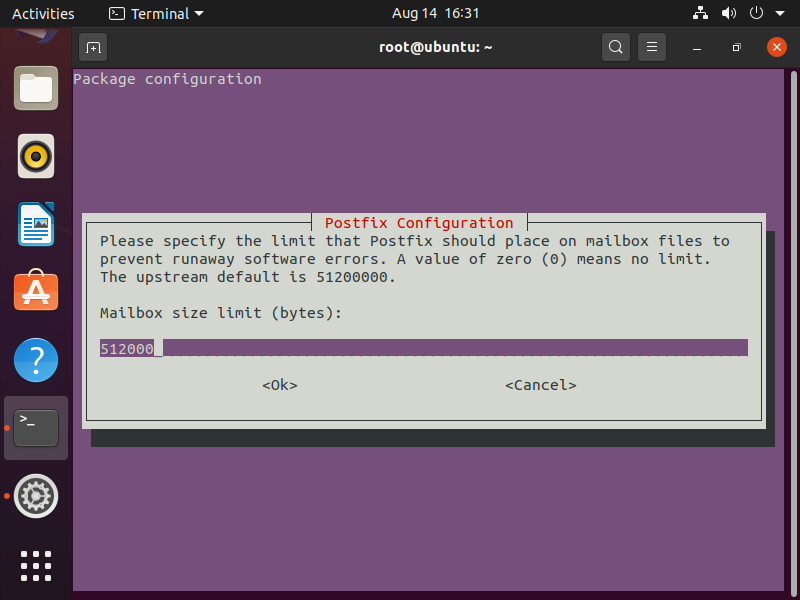 Activities
Terminal
Aug 14 16:31
root@ubuntu: ~
Package configuration
Postfix Configuration
Please specify the limit that Postfix should place on mailbox files to
prevent runaway software errors. A value of zero (0) means no limit.
The upstream default is 51200000.
Mailbox size limit (bytes):
512000
<Ok>
<Cancel>